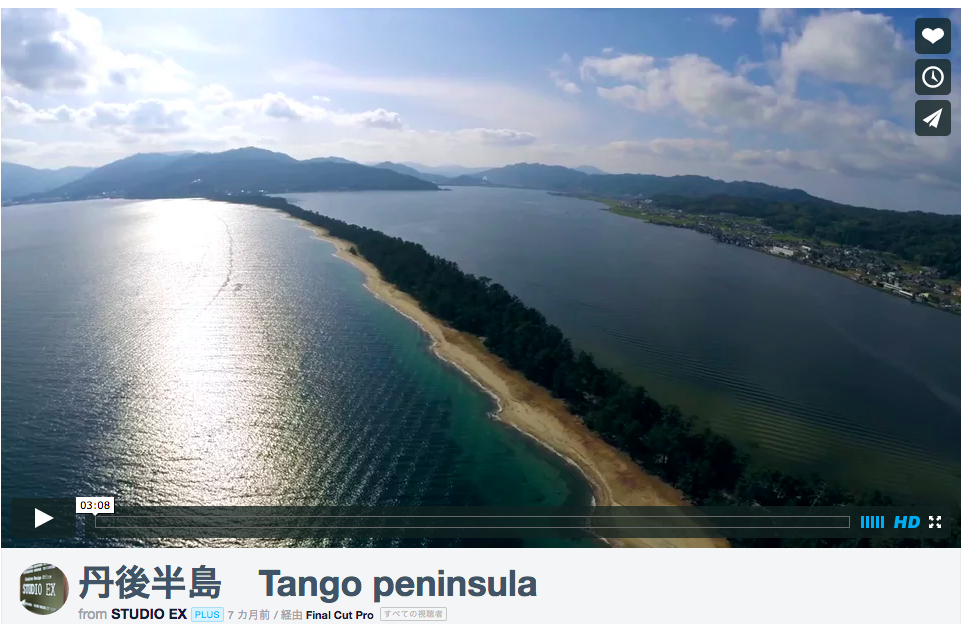 03:08
HD
丹後半島 Tango peninsula
STUDIO EX
from STUDIO EX PLUS 7 カ月前 / 経由 Final Cut Pro すべての視聴者